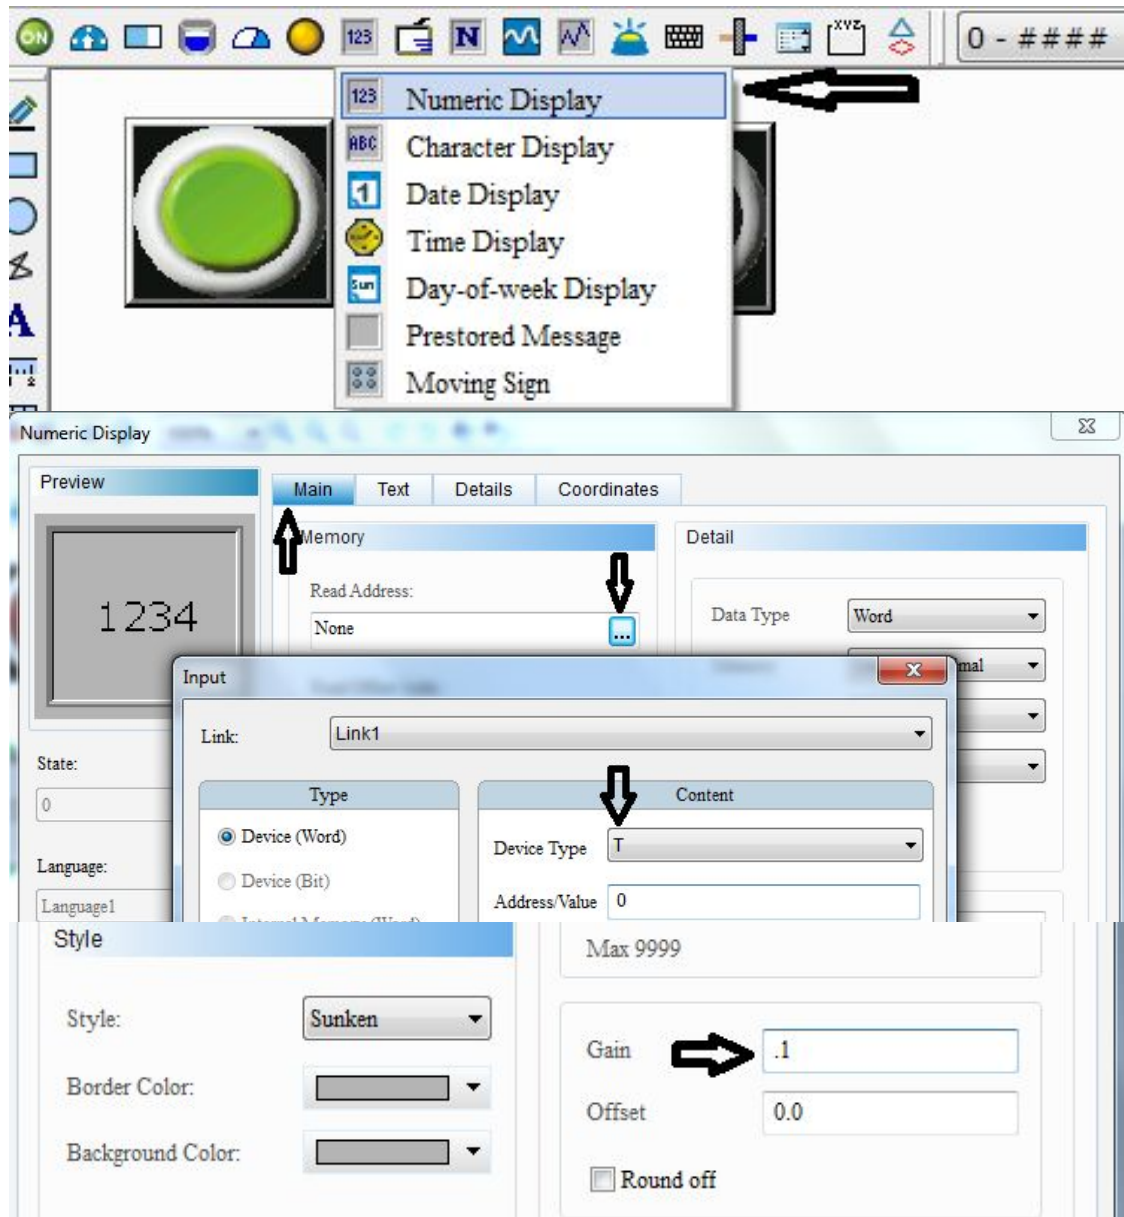 ON
123
N
XYZ
0 - ####
123 Numeric Display
ABC Character Display
1 Date Display
Time Display
Sun Day-of-week Display
Prestored Message
Moving Sign
A
Numeric Display
Preview
Main Text Details Coordinates
Memory
Detail
Read Address:
None
...
Data Type Word
1234
Input
mal
Link: Link1
State:
0
Type
Content
Device (Word)
Device Type T
Language:
Device (Bit)
Address/Value 0
Language1
Style
Max 9999
Style: Sunken
Gain .1
Border Color:
Offset 0.0
Background Color:
Round off